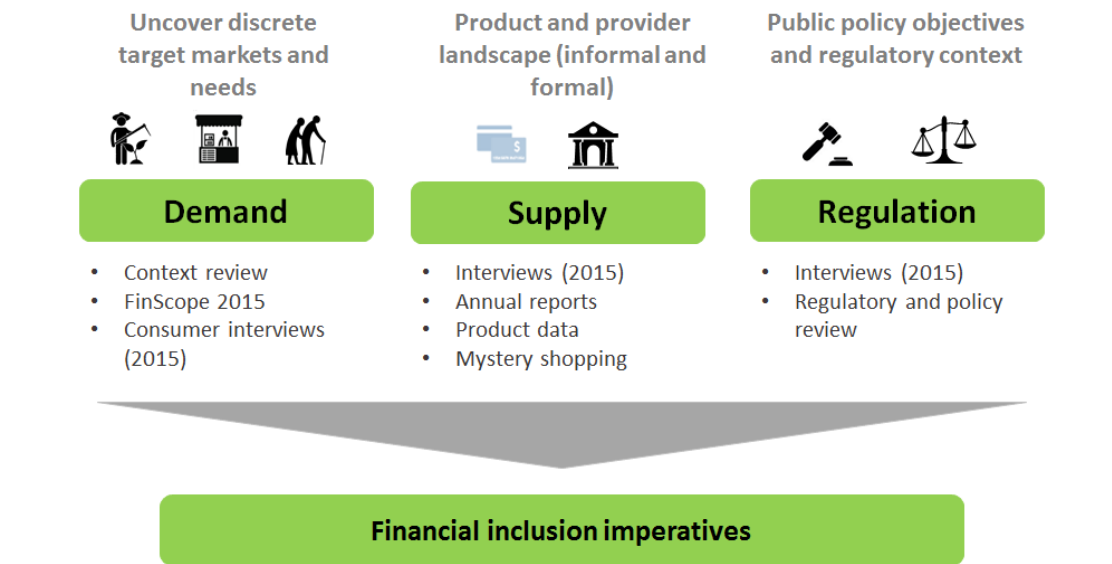 Uncover discrete
target markets and
needs
Product and provider
landscape (informal and
formal)
Public policy objectives
and regulatory context
$
Demand
Supply
Regulation
• Context review
• FinScope 2015
• Consumer interviews
(2015)
• Interviews (2015)
• Annual reports
• Product data
• Mystery shopping
• Interviews (2015)
• Regulatory and policy
review
Financial inclusion imperatives